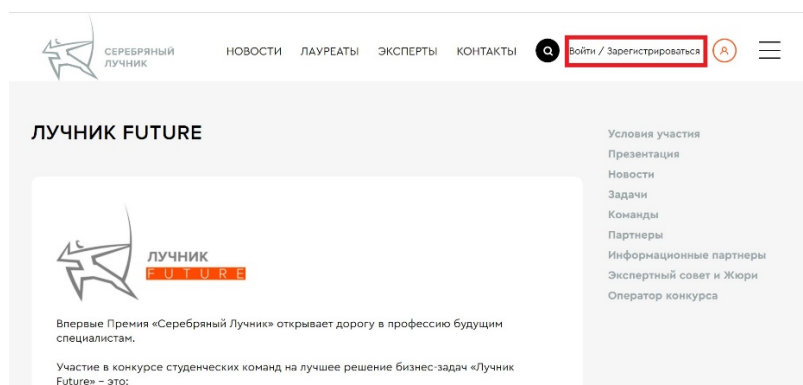 СЕРЕБРЯНЫЙ
ЛУЧНИК
НОВОСТИ ЛАУРЕАТЫ ЭКСПЕРТЫ КОНТАКТЫ Войти / Зарегистрироваться
ЛУЧНИК FUTURE
Условия участия
Презентация
Новости
Задачи
Команды
Партнеры
Информационные партнеры
Экспертный совет и Жюри
Оператор конкурса
ЛУЧНИК
FUTURE
Впервые Премия «Серебряный Лучник» открывает дорогу в профессию будущим
специалистам.
Участие в конкурсе студенческих команд на лучшее решение бизнес-задач «Лучник
Future» – это: